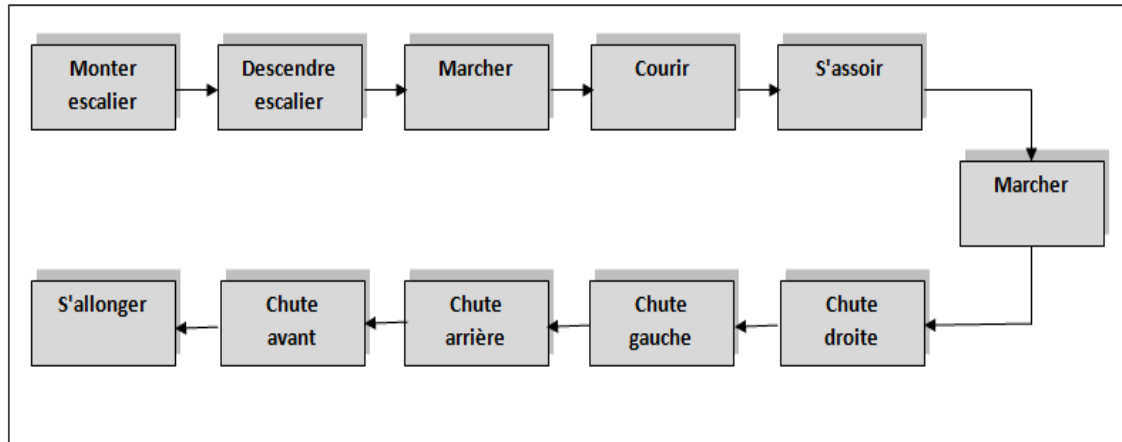 Monter
escalier
Descendre
escalier
Marcher
Courir
S'assoir
Marcher
Chute
droite
Chute
gauche
Chute
arrière
Chute
avant
S'allonger